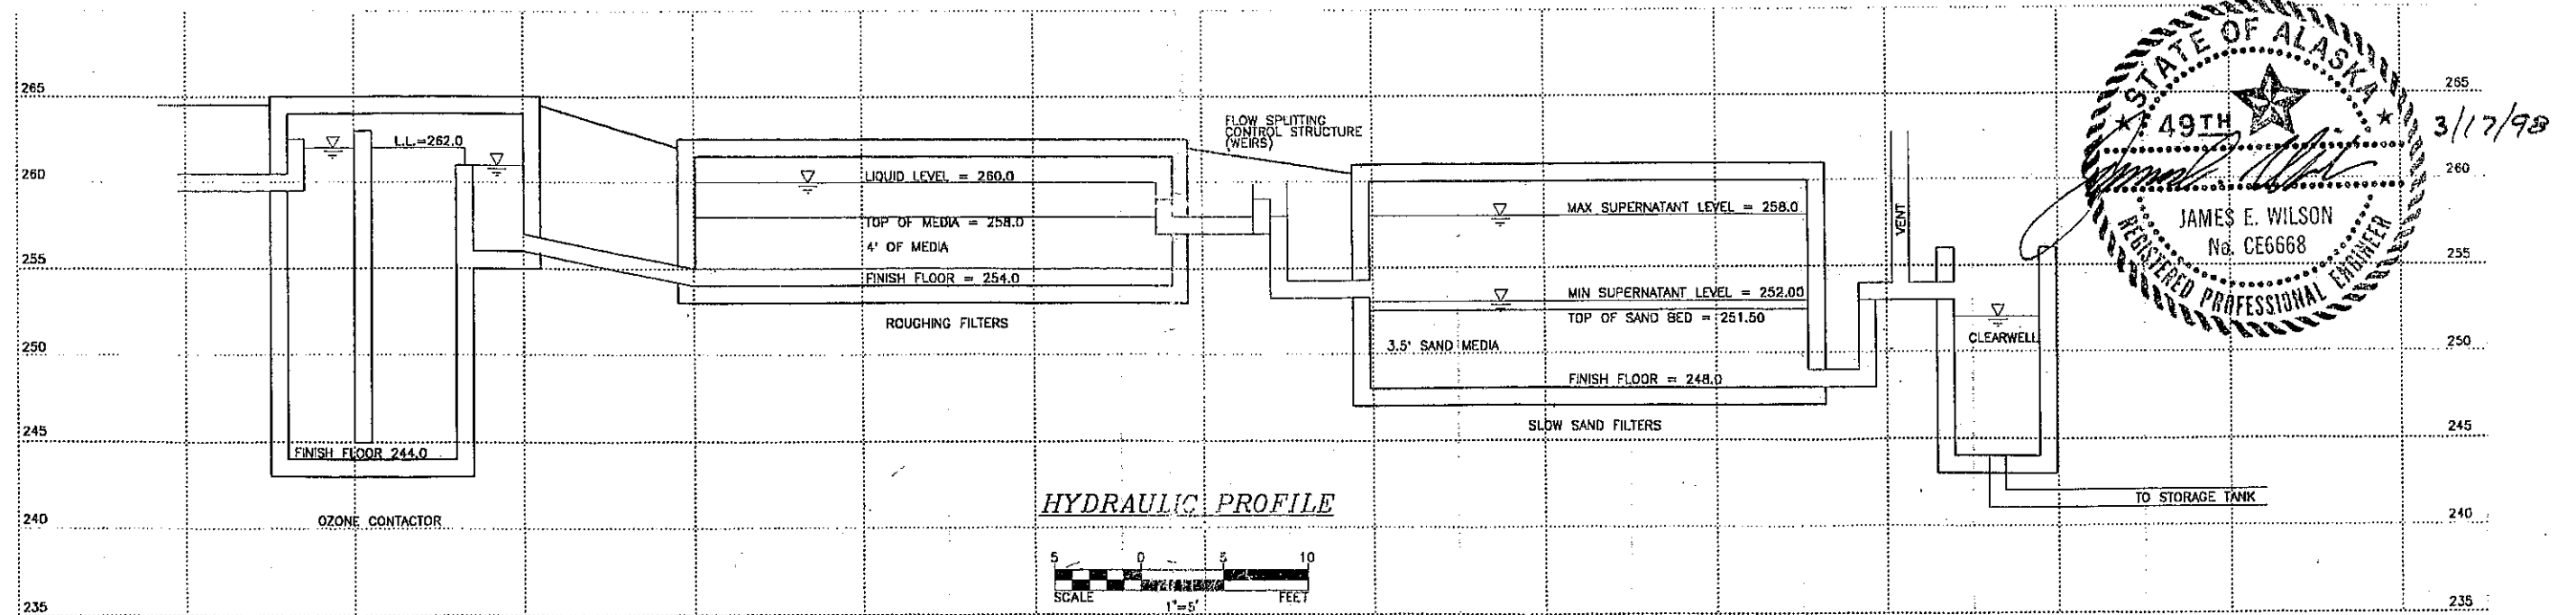 265
260
255
250
245
240
235
L.L.=262.0
FINISH FLOOR 244.0
OZONE CONTACTOR
LIQUID LEVEL = 260.0
TOP OF MEDIA = 258.0
4' OF MEDIA
FINISH FLOOR = 254.0
ROUGHING FILTERS
FLOW SPLITTING
CONTROL STRUCTURE
(WEIRS)
MAX SUPERNATANT LEVEL = 258.0
MIN SUPERNATANT LEVEL = 252.00
TOP OF SAND BED = 251.50
3.5' SAND MEDIA
FINISH FLOOR = 248.0
SLOW SAND FILTERS
VENT
CLEARWELL
TO STORAGE TANK
HYDRAULIC PROFILE
5 0 5 10
SCALE FEET
1"=5'
STATE OF ALASKA
49TH
JAMES E. WILSON
No. CE6668
REGISTERED PROFESSIONAL ENGINEER
3/17/98
265
260
255
250
245
240
235